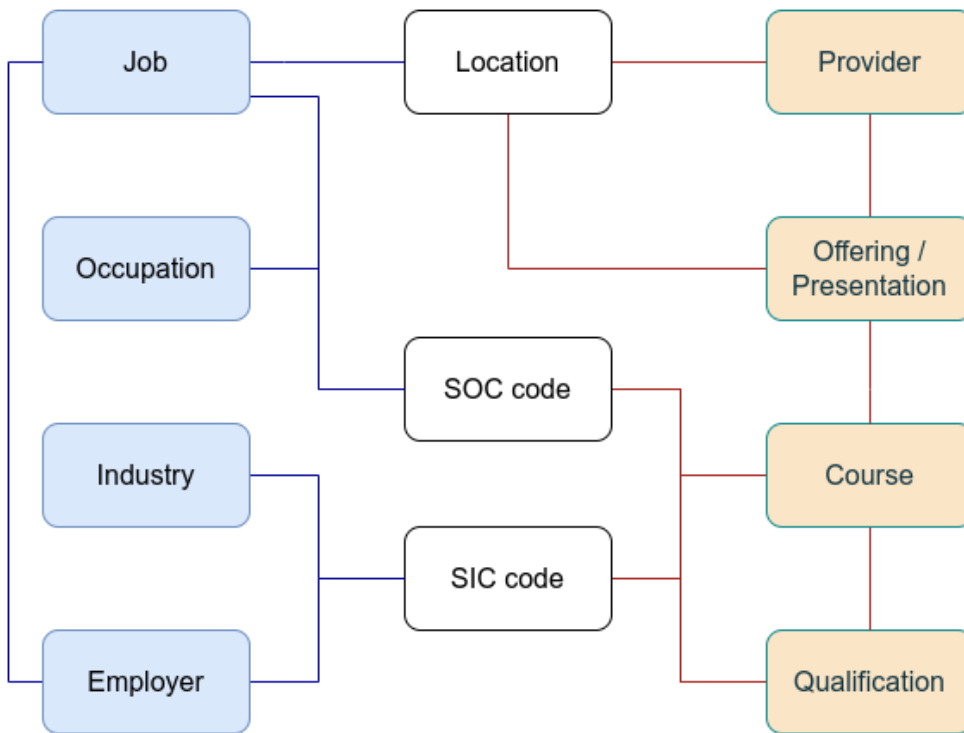 Job
Location
Provider
Occupation
Offering /
Presentation
SOC code
Industry
Course
SIC code
Employer
Qualification